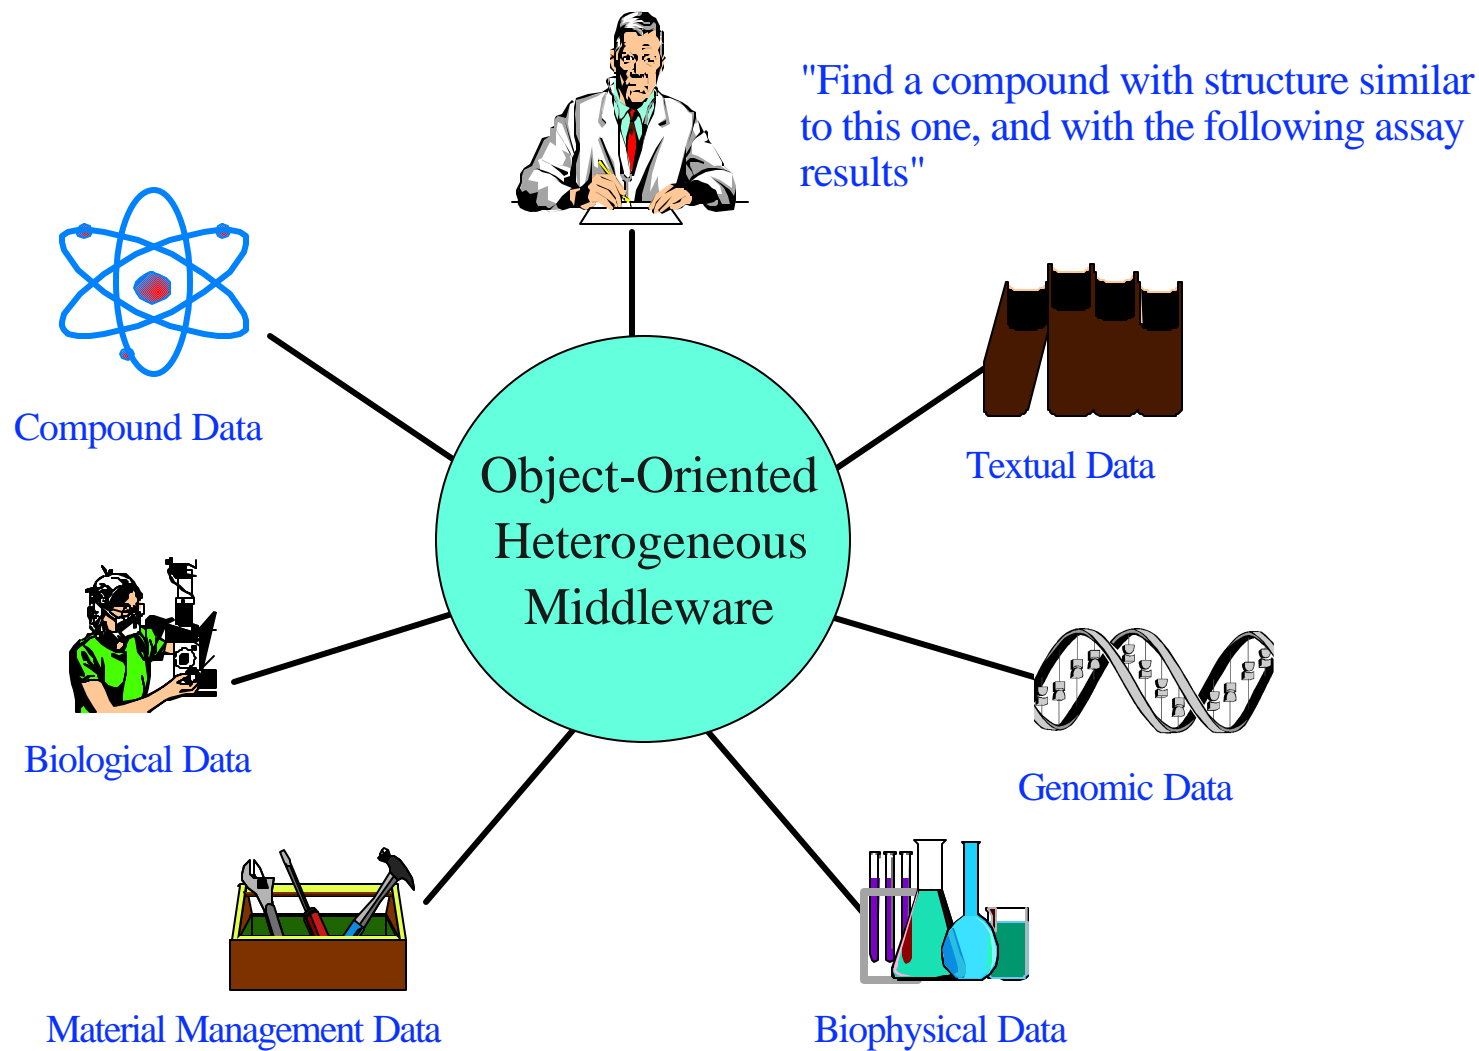 "Find a compound with structure similar
to this one, and with the following assay
results"
Compound Data
Textual Data
Object-Oriented
Heterogeneous
Middleware
Biological Data
Genomic Data
Material Management Data
Biophysical Data